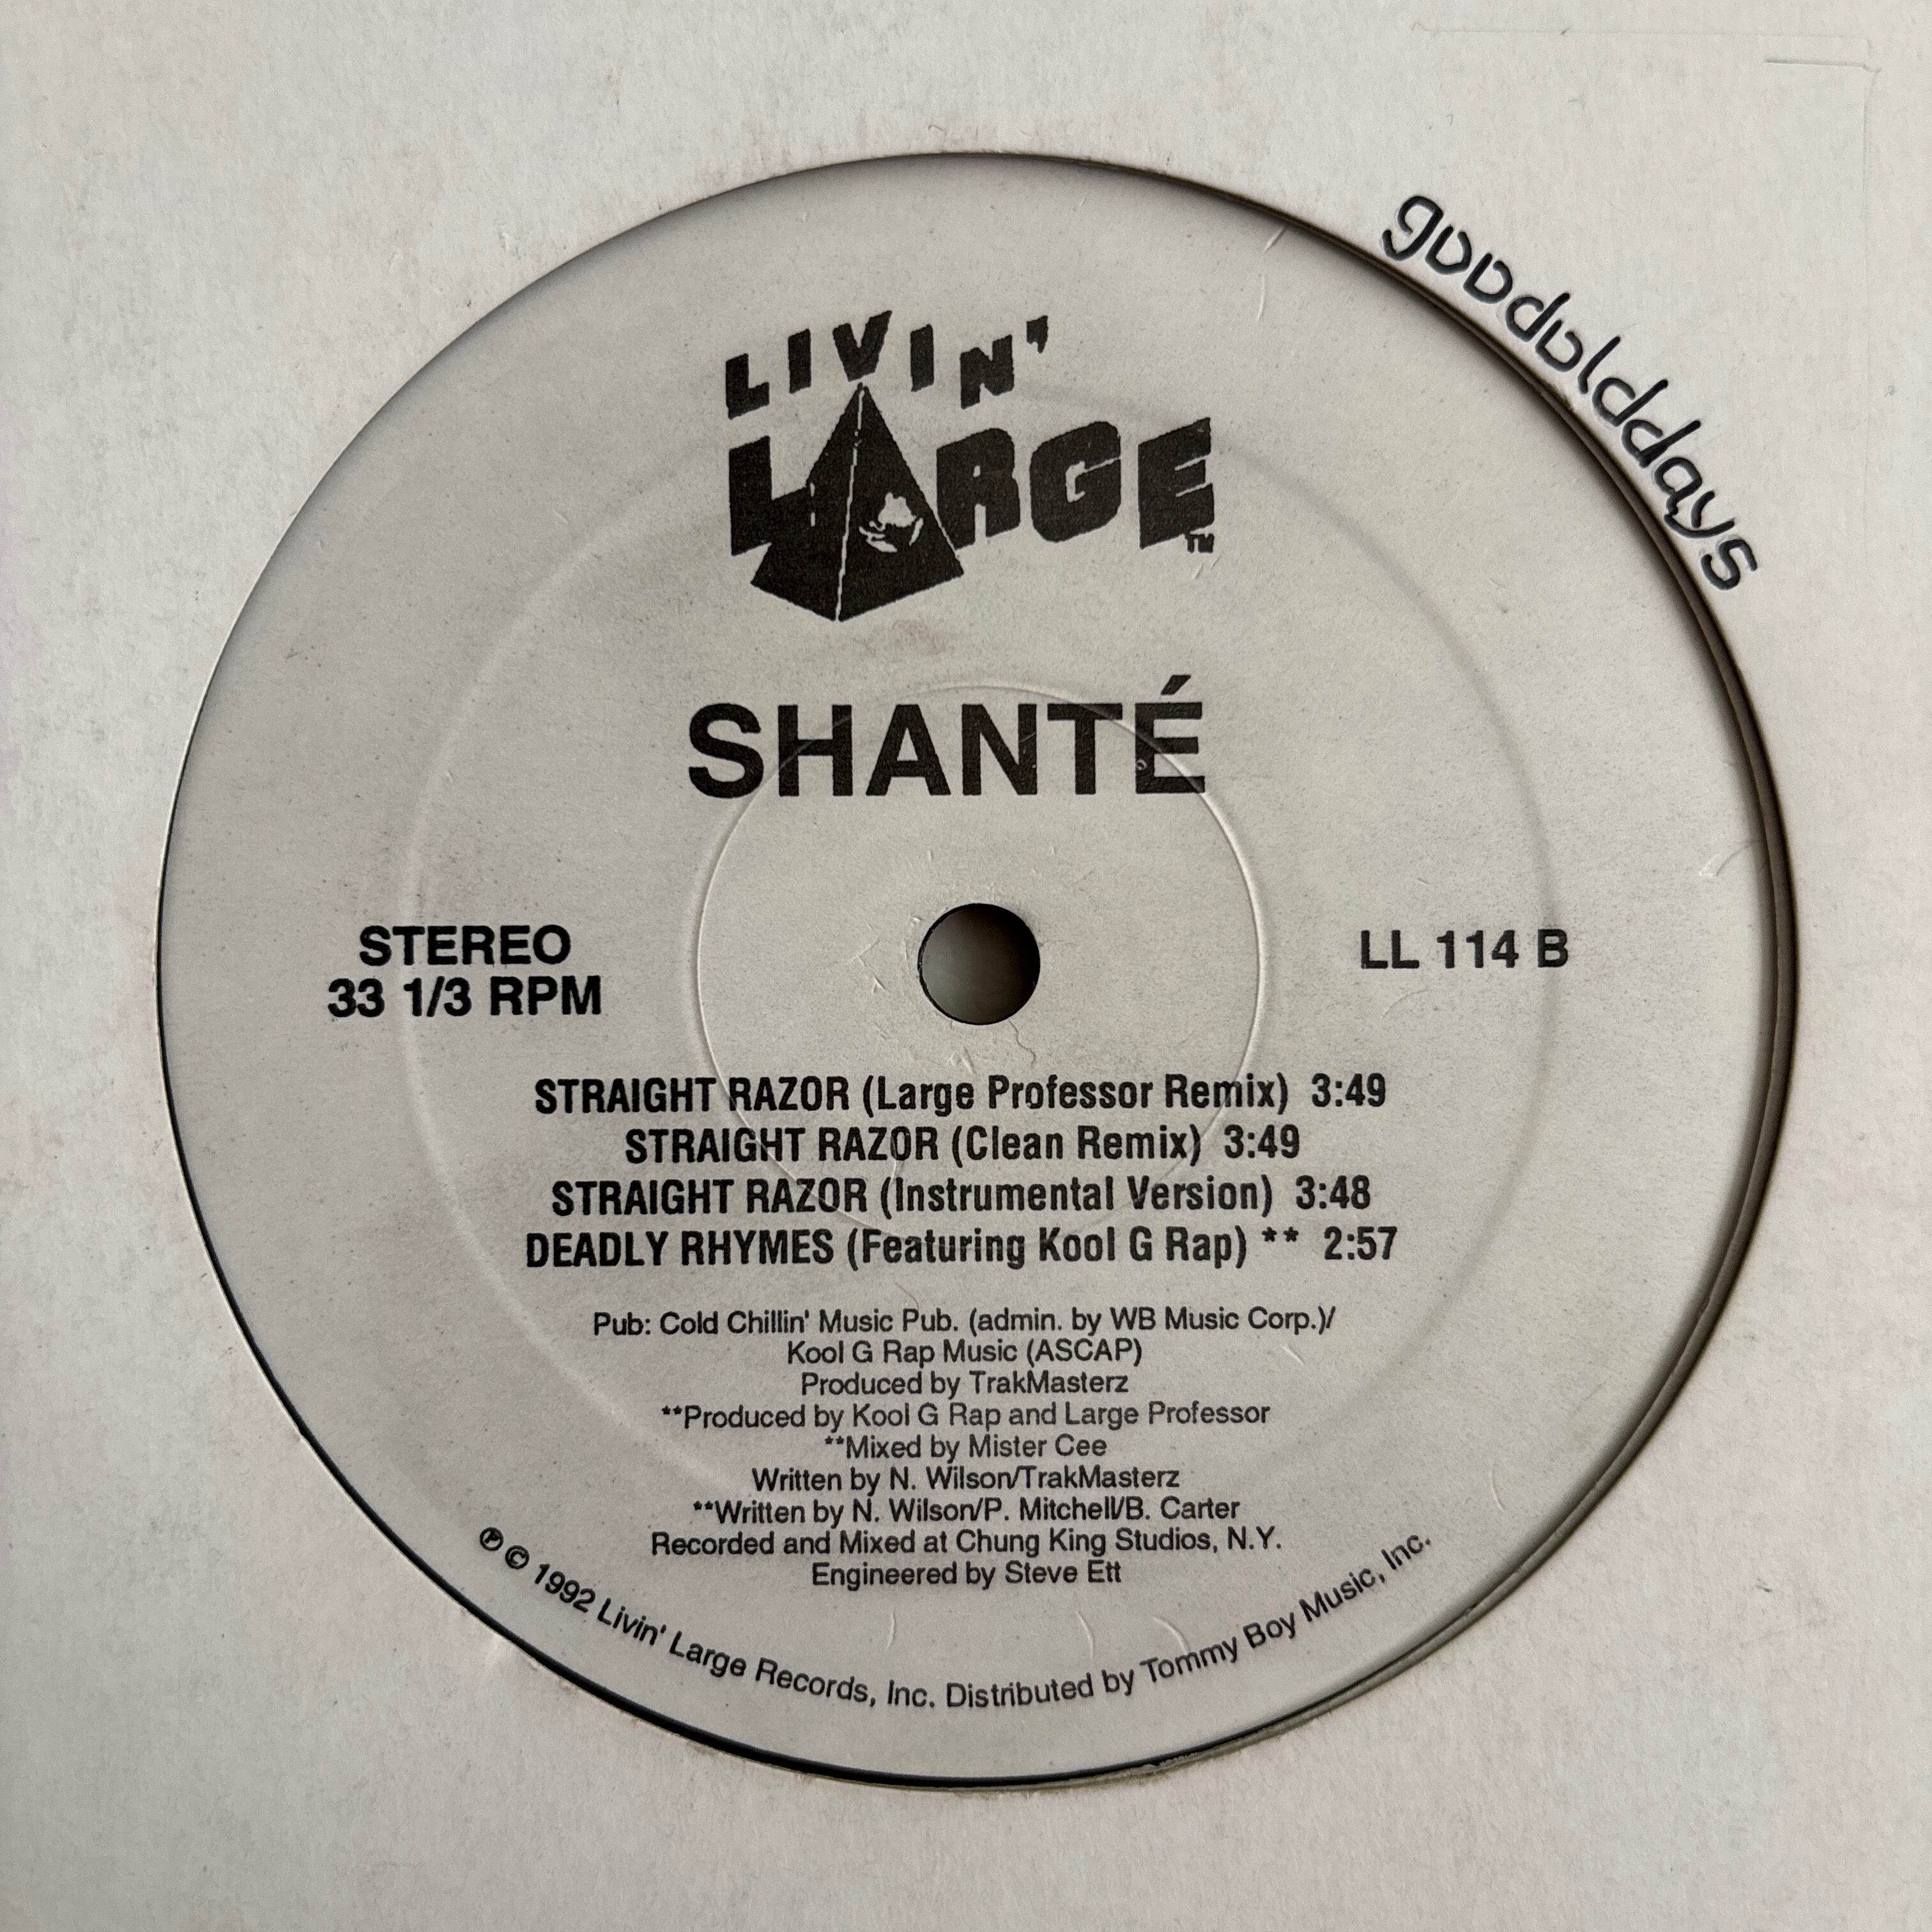 gooddolddays
LIVIN'
LARGE
TM
SHANTÉ
STEREO
33 1/3 RPM
LL 114 B
STRAIGHT RAZOR (Large Professor Remix) 3:49
STRAIGHT RAZOR (Clean Remix) 3:49
STRAIGHT RAZOR (Instrumental Version) 3:48
DEADLY RHYMES (Featuring Kool G Rap) ** 2:57
Pub: Cold Chillin' Music Pub. (admin. by WB Music Corp.)/
Kool G Rap Music (ASCAP)
Produced by TrakMasterz
**Produced by Kool G Rap and Large Professor
**Mixed by Mister Cee
Written by N. Wilson/TrakMasterz
**Written by N. Wilson/P. Mitchell/B. Carter
Recorded and Mixed at Chung King Studios, N.Y.
Engineered by Steve Ett
℗ © 1992 Livin' Large Records, Inc. Distributed by Tommy Boy Music, Inc.